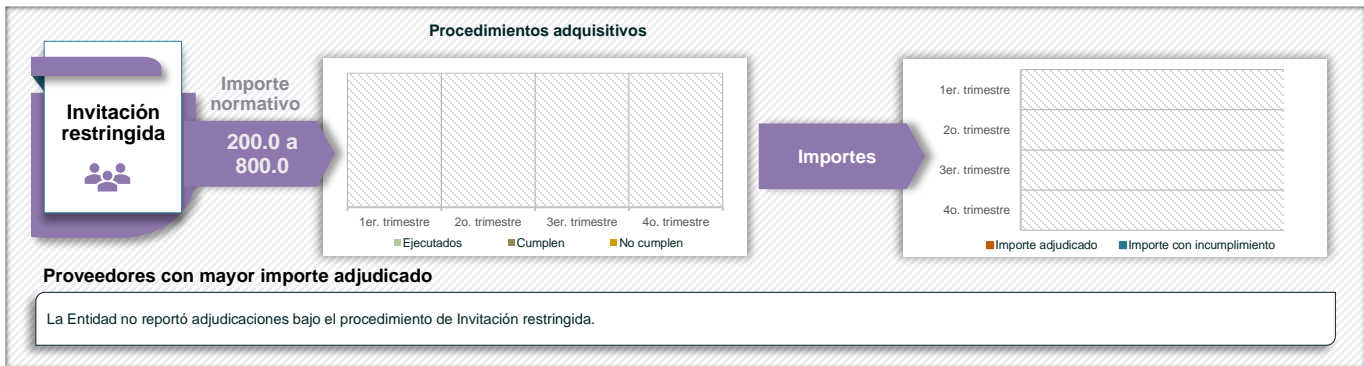 Procedimientos adquisitivos
Invitación
restringida
Importe
normativo
200.0 a
800.0
1er. trimestre
2o. trimestre
3er. trimestre
4o. trimestre
Ejecutados
Cumplen
No cumplen
Importes
1er. trimestre
2o. trimestre
3er. trimestre
4o. trimestre
Importe adjudicado
Importe con incumplimiento
Proveedores con mayor importe adjudicado
La Entidad no reportó adjudicaciones bajo el procedimiento de Invitación restringida.